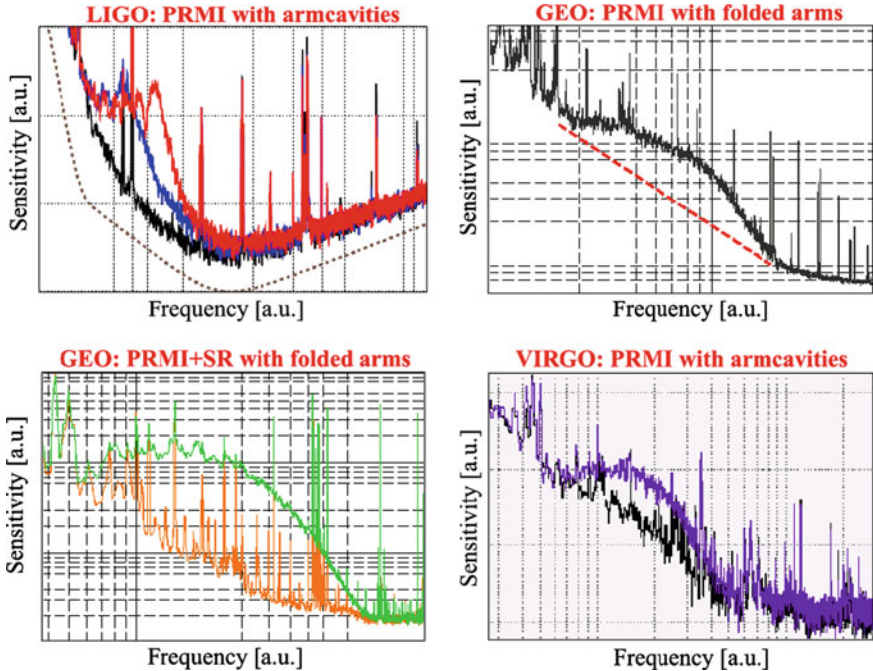 LIGO: PRMI with armcavities
Sensitivity [a.u.]
Frequency [a.u.]
GEO: PRMI with folded arms
Sensitivity [a.u.]
Frequency [a.u.]
GEO: PRMI+SR with folded arms
Sensitivity [a.u.]
Frequency [a.u.]
VIRGO: PRMI with armcavities
Sensitivity [a.u.]
Frequency [a.u.]